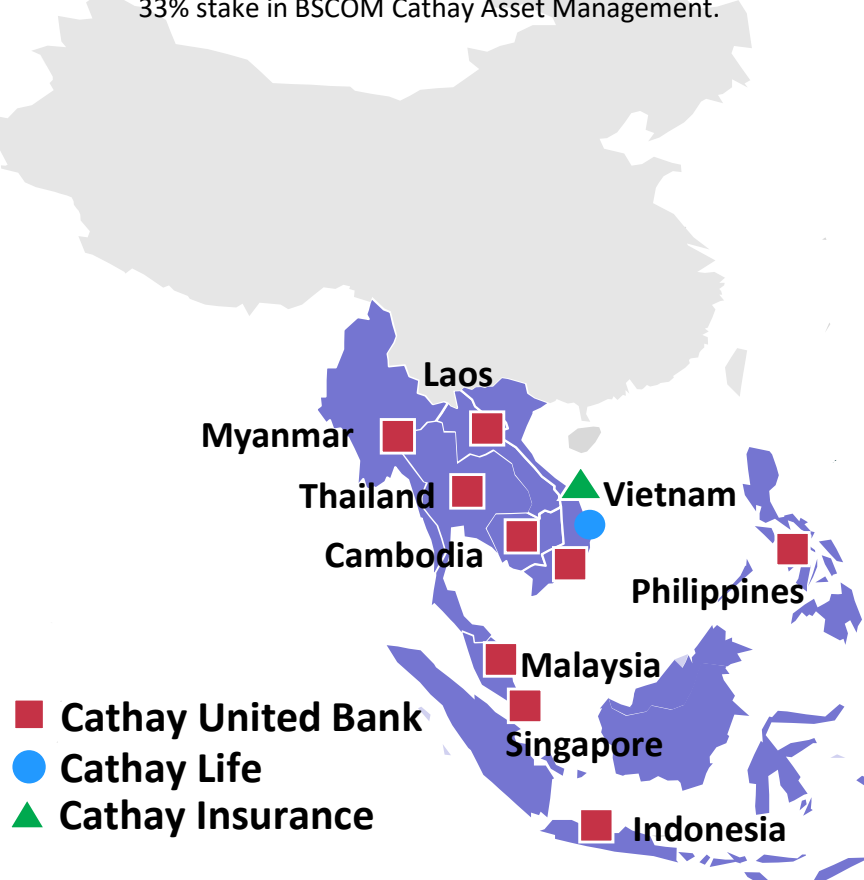 33% stake in BSCOM Cathay Asset Management.
Laos
Myanmar
Thailand
Vietnam
Cambodia
Philippines
Malaysia
Cathay United Bank
Singapore
Cathay Life
Cathay Insurance
Indonesia